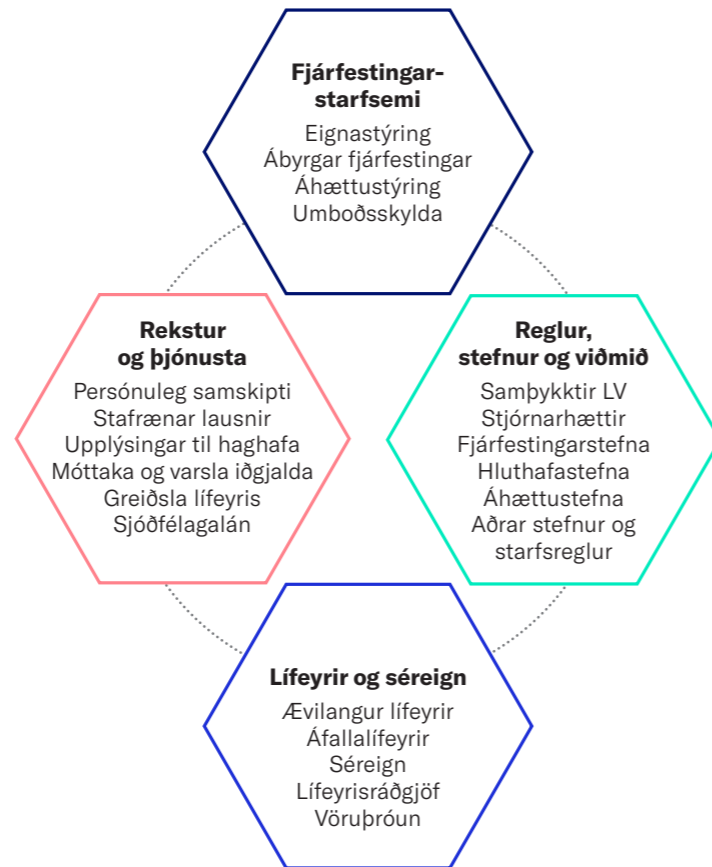 Fjárfestingar-
starfsemi
Eignastýring
Ábyrgar fjárfestingar
Áhættustýring
Umboðsskylda
Rekstur
og þjónusta
Persónuleg samskipti
Stafrænar lausnir
Upplýsingar til haghafa
Móttaka og varsla iðgjalda
Greiðsla lífeyris
Sjóðfélagalán
Reglur,
stefnur og viðmið
Samþykktir LV
Stjórnarhættir
Fjárfestingarstefna
Hluthafastefna
Áhættustefna
Aðrar stefnur og
starfsreglur
Lífeyrir og séreign
Ævilangur lífeyrir
Áfallalífeyrir
Séreign
Lífeyrisráðgjöf
Vöruþróun